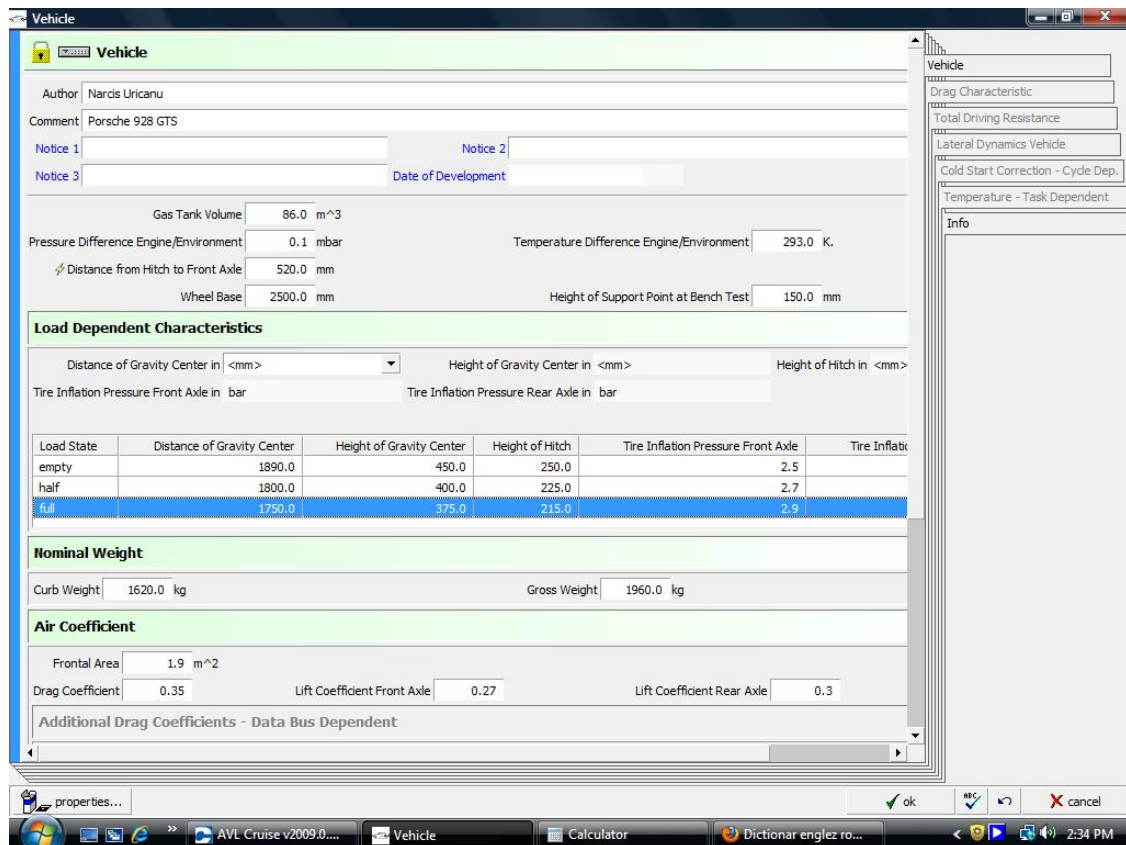 Vehicle
Vehicle
Author Narcis Uricanu
Comment Porsche 928 GTS
Notice 1 Notice 2
Notice 3 Date of Development
Gas Tank Volume 86.0 m^3
Pressure Difference Engine/Environment 0.1 mbar Temperature Difference Engine/Environment 293.0 K.
Distance from Hitch to Front Axle 520.0 mm
Wheel Base 2500.0 mm Height of Support Point at Bench Test 150.0 mm
Load Dependent Characteristics
Distance of Gravity Center in <mm> Height of Gravity Center in <mm> Height of Hitch in <mm>
Tire Inflation Pressure Front Axle in bar Tire Inflation Pressure Rear Axle in bar
Load State Distance of Gravity Center Height of Gravity Center Height of Hitch Tire Inflation Pressure Front Axle Tire Inflatio
empty 1890.0 450.0 250.0 2.5
half 1800.0 400.0 225.0 2.7
full 1750.0 375.0 215.0 2.9
Nominal Weight
Curb Weight 1620.0 kg Gross Weight 1960.0 kg
Air Coefficient
Frontal Area 1.9 m^2
Drag Coefficient 0.35 Lift Coefficient Front Axle 0.27 Lift Coefficient Rear Axle 0.3
Additional Drag Coefficients - Data Bus Dependent
Vehicle
Drag Characteristic
Total Driving Resistance
Lateral Dynamics Vehicle
Cold Start Correction - Cycle Dep.
Temperature - Task Dependent
Info
properties... ok ABC cancel
» AVL Cruise v2009.0.... Vehicle Calculator Dictionar englez ro... < 2:34 PM